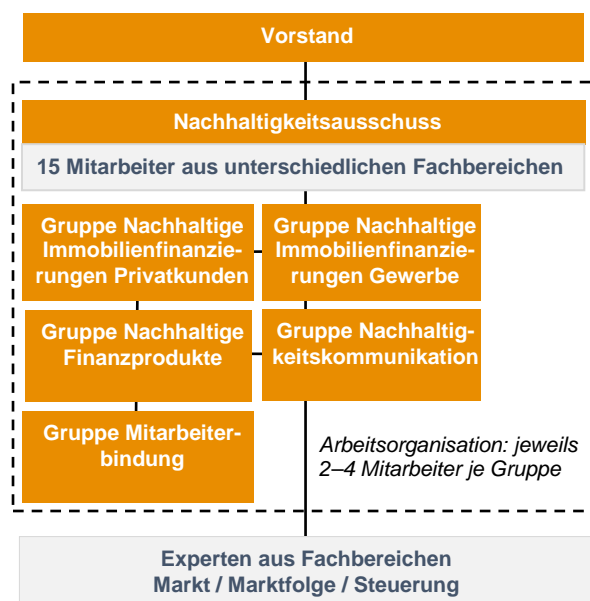 Vorstand
Nachhaltigkeitsausschuss
15 Mitarbeiter aus unterschiedlichen Fachbereichen
Gruppe Nachhaltige
Immobilienfinanzie-
rungen Privatkunden
Gruppe Nachhaltige
Immobilienfinanzie-
rungen Gewerbe
Gruppe Nachhaltige
Finanzprodukte
Gruppe Nachhaltig-
keitskommunikation
Gruppe Mitarbeiter-
bindung
Arbeitsorganisation: jeweils
2–4 Mitarbeiter je Gruppe
Experten aus Fachbereichen
Markt / Marktfolge / Steuerung